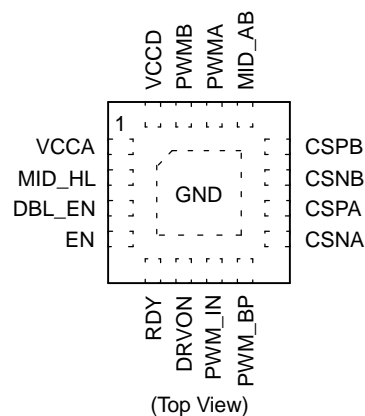 VCCD
PWMB
PWMA
MID_AB
1
VCCA
MID_HL
DBL_EN
EN
GND
CSPB
CSNB
CSPA
CSNA
RDY
DRVON
PWM_IN
PWM_BP
(Top View)